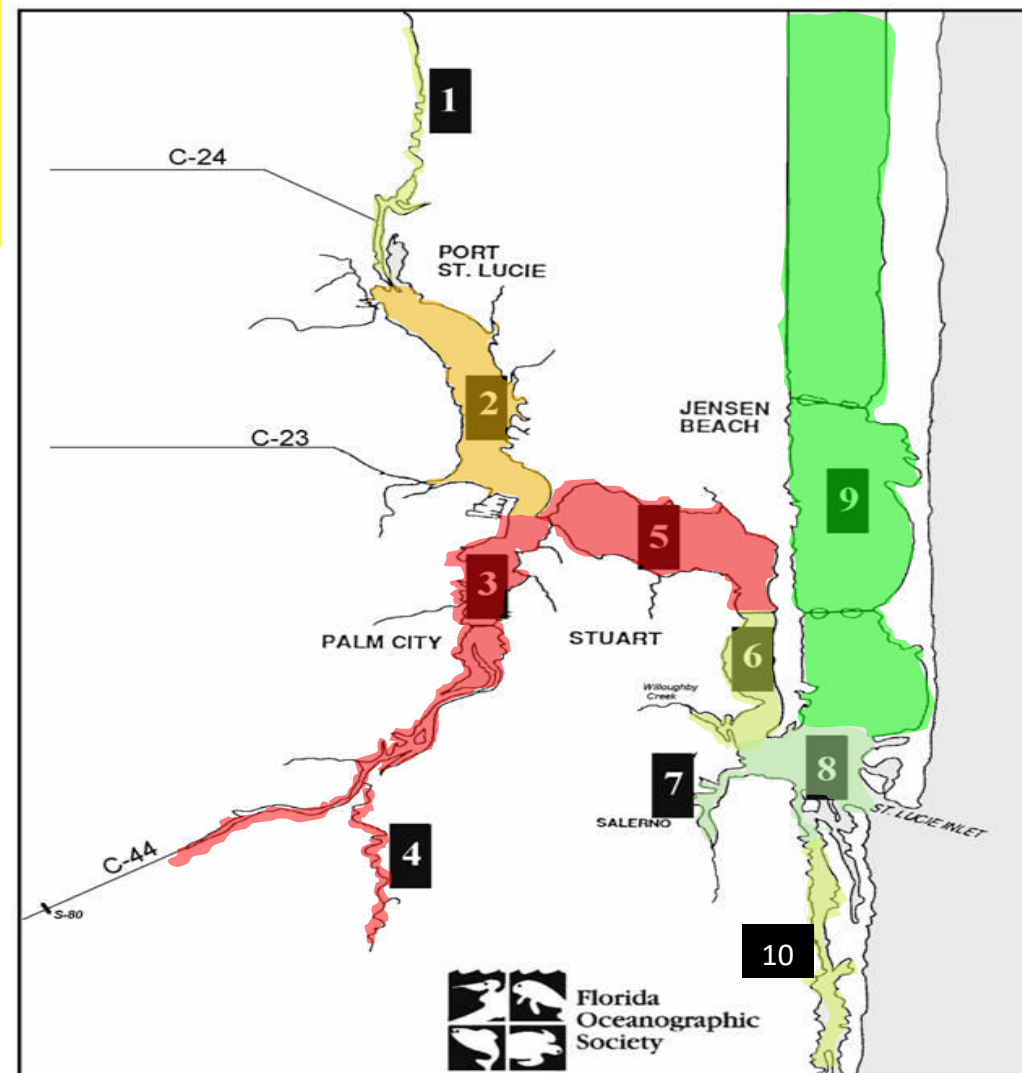 1
C-24
PORT
ST. LUCIE
2
JENSEN
BEACH
C-23
9
5
3
PALM CITY
STUART
6
Willoughby
Creek
7
8
SALERNO
ST. LUCIE INLET
C-44
4
S-80
10
Florida
Oceanographic
Society